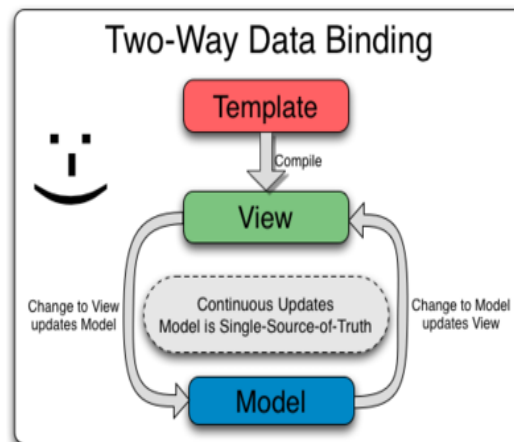 Two-Way Data Binding
Template
Compile
View
Change to View
updates Model
Continuous Updates
Model is Single-Source-of-Truth
Change to Model
updates View
Model